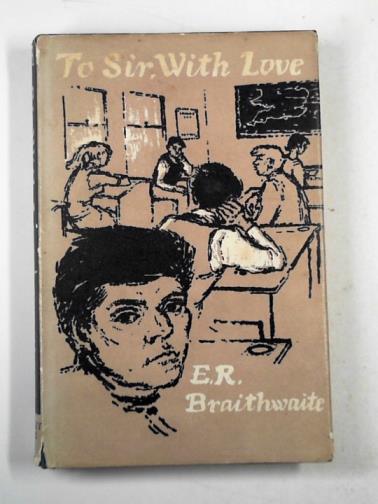 To Sir, With Love
E.R.
Braithwaite